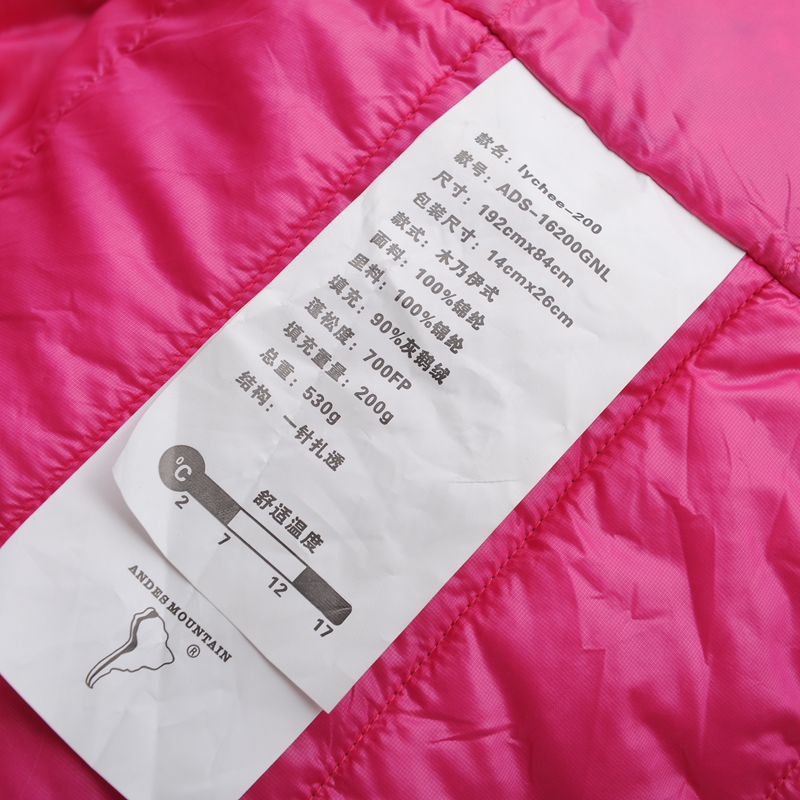 款名：lychee-200
款号：ADS-16200GNL
尺寸：192cmx84cm
包装尺寸：14cmx26cm
款式：木乃伊式
面料：100%锦纶
里料：100%锦纶
填充：90%灰鹅绒
蓬松度：700FP
填充重量：200g
总重：530g
结构：一针扎透
℃
舒适温度
2 7 12 17
ANDES MOUNTAIN
®